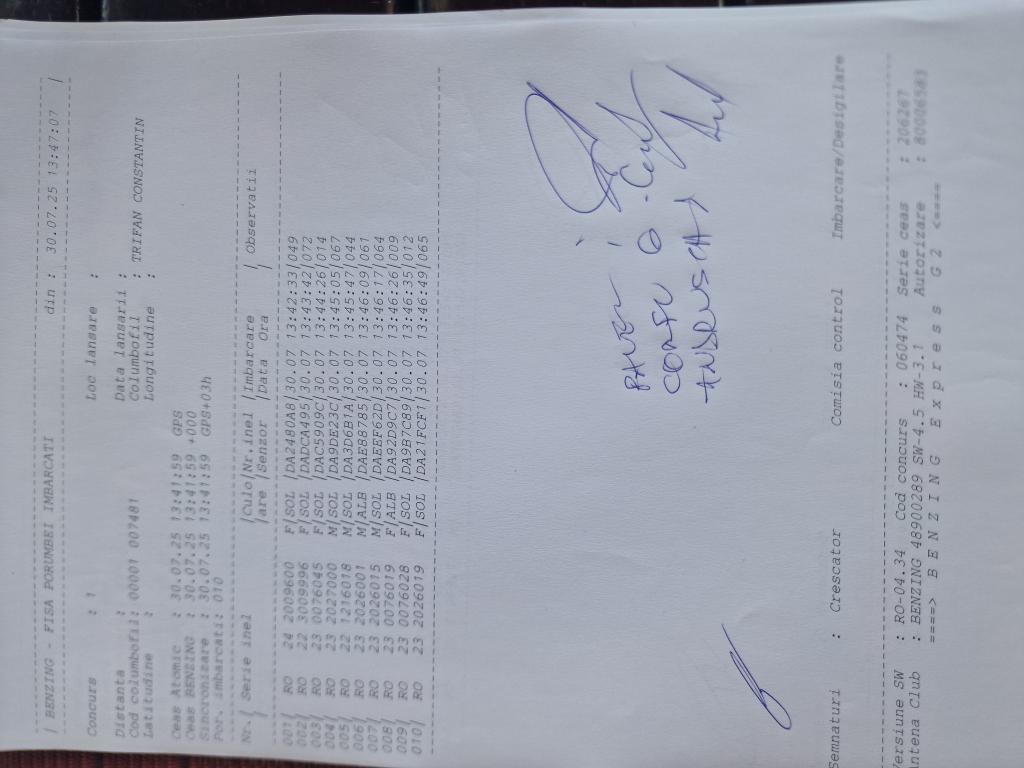 | BENZING - FISA PORUMBEI IMBARCATI din : 30.07.25 13:47:07 |
Concurs : 1 Loc lansare :
Distanta : Data lansarii :
Cod columbofil: 00001 007481 Columbofil : TRIFAN CONSTANTIN
Latitudine : Longitudine :
Ceas Atomic : 30.07.25 13:41:59 GPS
Ceas BENZING : 30.07.25 13:41:59 +000
Sincronizare : 30.07.25 13:41:59 GPS+03h
Por. imbarcati: 010
Nr.| Serie inel |Culo|Nr.inel |Imbarcare | Observatii
| |are |Senzor |Data Ora |
001| RO 24 2009600 F|SOL |DA2480A8|30.07 13:42:33|049
002| RO 22 3009996 F|SOL |DADCA495|30.07 13:43:42|072
003| RO 23 0076045 F|SOL |DAC5909C|30.07 13:44:26|014
004| RO 23 2027000 M|SOL |DA9DE23C|30.07 13:45:05|067
005| RO 22 1216018 M|SOL |DA3D6B1A|30.07 13:45:47|044
006| RO 23 2026001 M|ALB |DAEB8785|30.07 13:46:09|061
007| RO 23 2026015 M|SOL |DAEEF62D|30.07 13:46:17|064
008| RO 23 0076019 F|ALB |DA92D9C7|30.07 13:46:26|009
009| RO 23 0076028 F|SOL |DA9B7C89|30.07 13:46:35|012
010| RO 23 2026019 F|SOL |DA21FCF1|30.07 13:46:49|065
Semnaturi : Crescator Comisia control Imbarcare/Desigilare
Versiune SW : RO-04.34 Cod concurs : 060474 Serie ceas : 206267
Antena Club : BENZING 48900289 SW-4.5 HW-3.1 Autorizare : 80006583
====> B E N Z I N G E x p r e s s G 2 <====